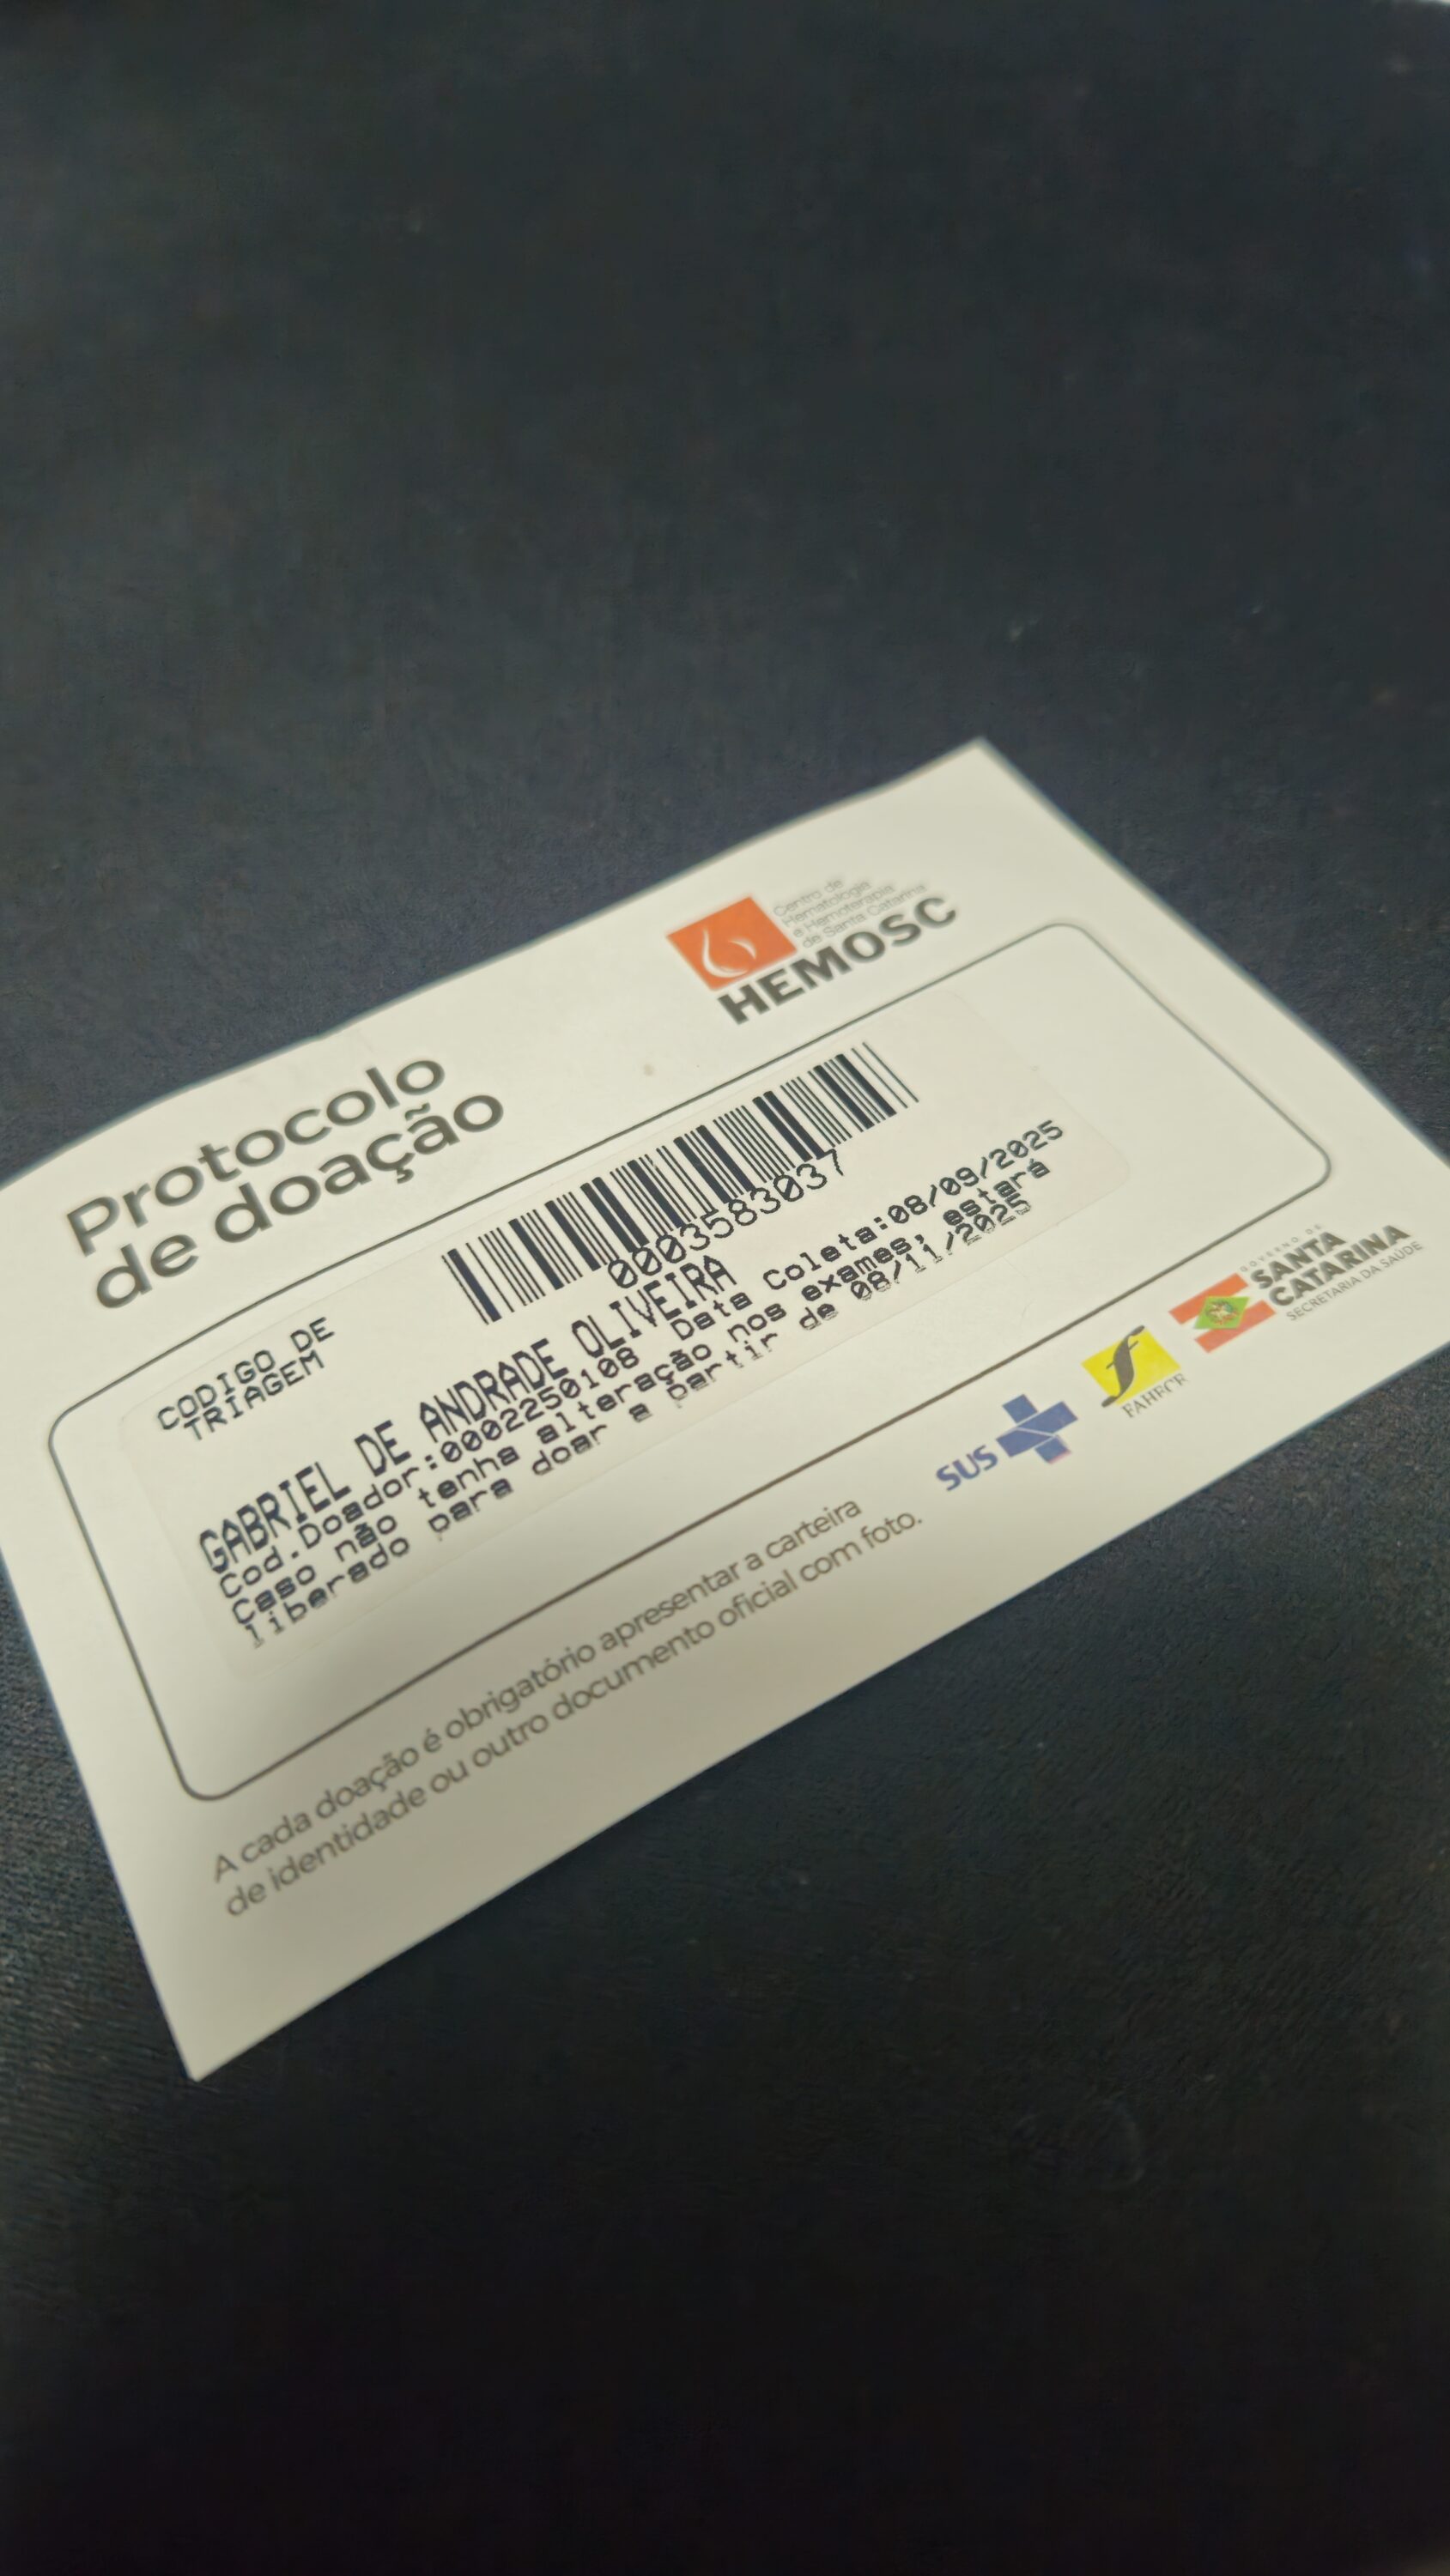 Protocolo
de doação
Centro de
Hematologia
e Hemoterapia
de Santa Catarina
HEMOSC
CODIGO DE
TRIAGEM
0003583037
GABRIEL DE ANDRADE OLIVEIRA
Cod.Doador:0002250108 Data Coleta:08/09/2025
Caso não tenha alteração nos exames, estará
liberado para doar a partir de 08/11/2025
A cada doação é obrigatório apresentar a carteira
de identidade ou outro documento oficial com foto.
SUS
FAHECE
GOVERNO DE
SANTA
CATARINA
SECRETARIA DA SAÚDE